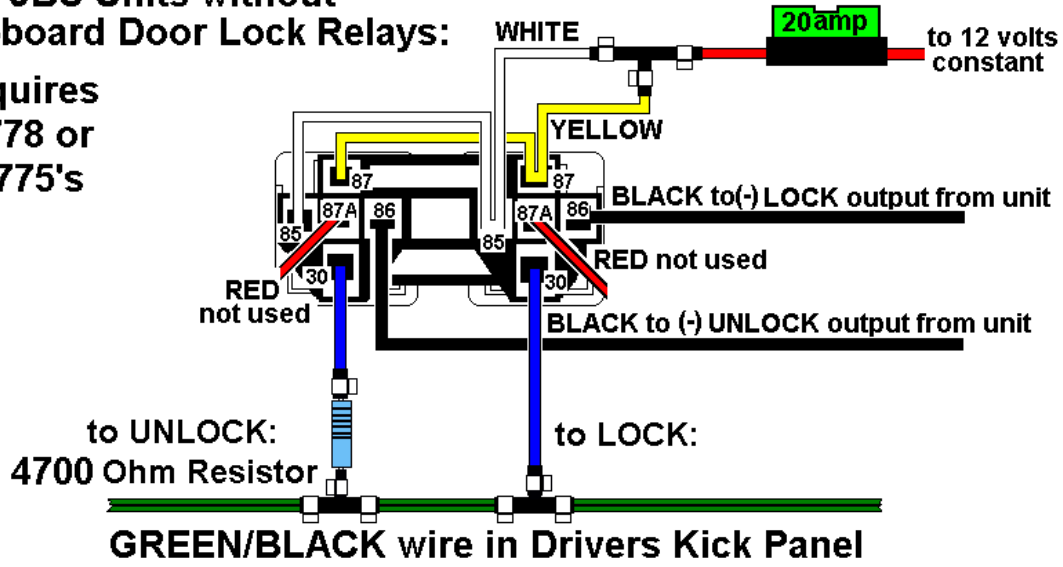 Units without
board Door Lock Relays:
quires
778 or
775's
WHITE
20amp
to 12 volts
constant
YELLOW
87
87
BLACK to(-) LOCK output from unit
87A
86
87A
86
85
85
RED not used
30
30
RED
not used
BLACK to (-) UNLOCK output from unit
to UNLOCK:
to LOCK:
4700 Ohm Resistor
GREEN/BLACK wire in Drivers Kick Panel